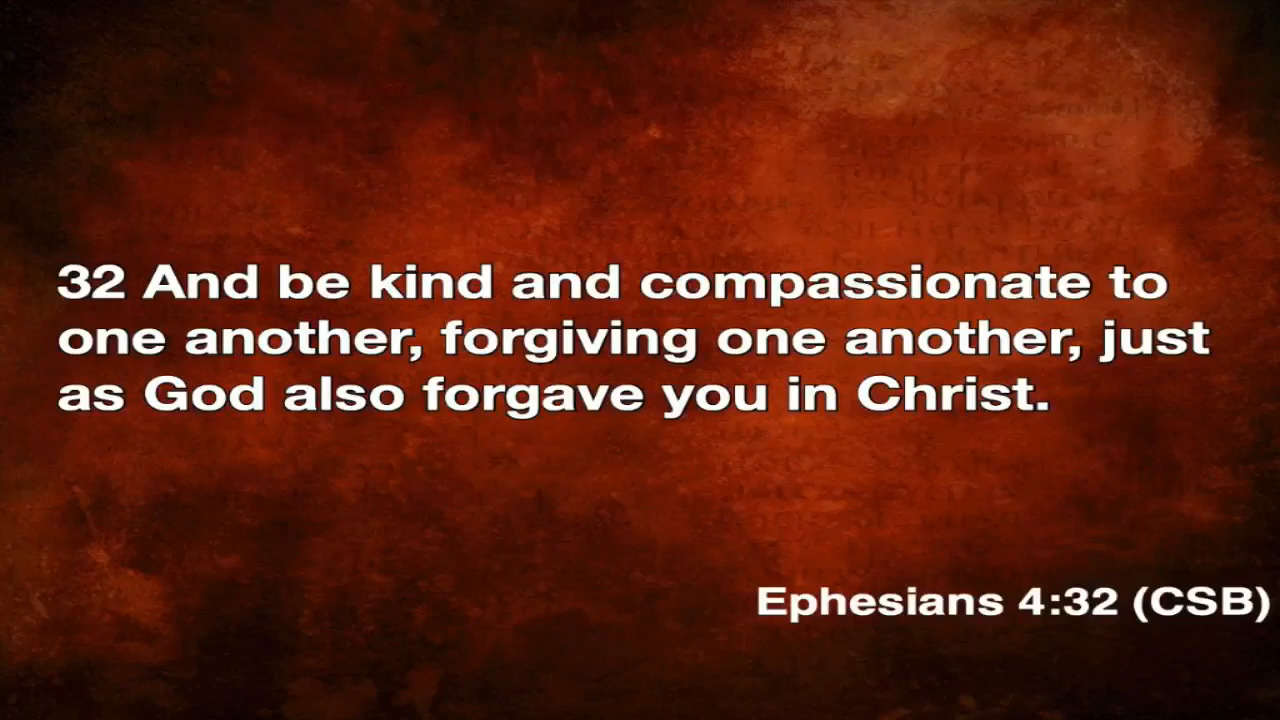 32 And be kind and compassionate to
one another, forgiving one another, just
as God also forgave you in Christ.
Ephesians 4:32 (CSB)